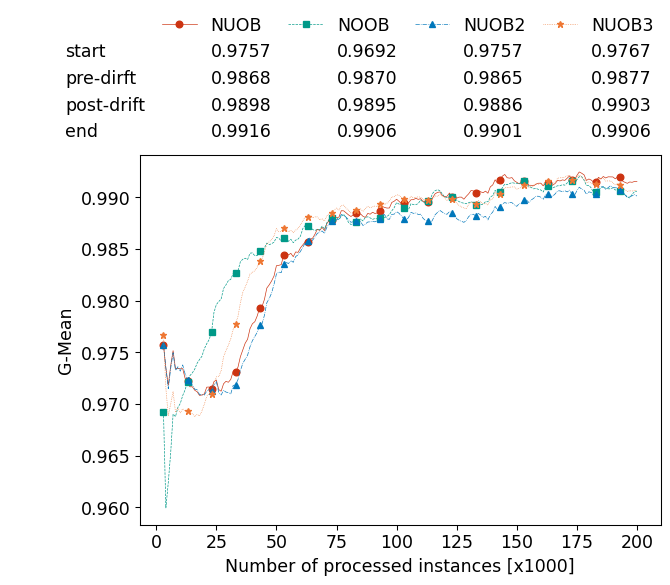 NUOB NOOB NUOB2 NUOB3
start 0.9757 0.9692 0.9757 0.9767
pre-dirft 0.9868 0.9870 0.9865 0.9877
post-drift 0.9898 0.9895 0.9886 0.9903
end 0.9916 0.9906 0.9901 0.9906
0.990
0.985
0.980
0.975
0.970
0.965
0.960
G-Mean
0 25 50 75 100 125 150 175 200
Number of processed instances [x1000]